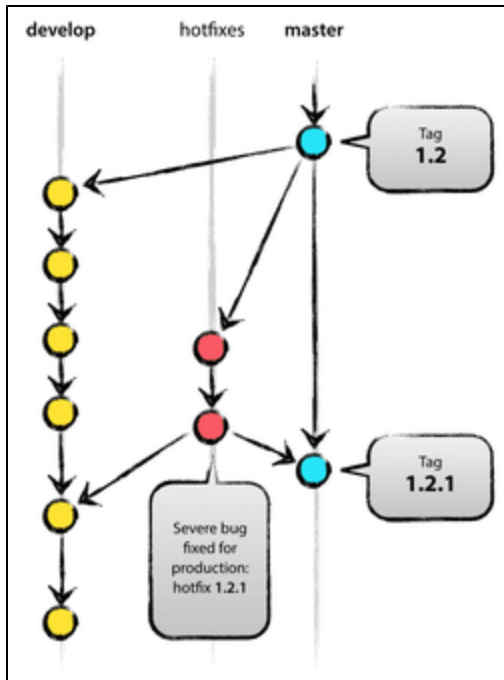 develop
hotfixes
master
Tag
1.2
Tag
1.2.1
Severe bug
fixed for
production:
hotfix 1.2.1